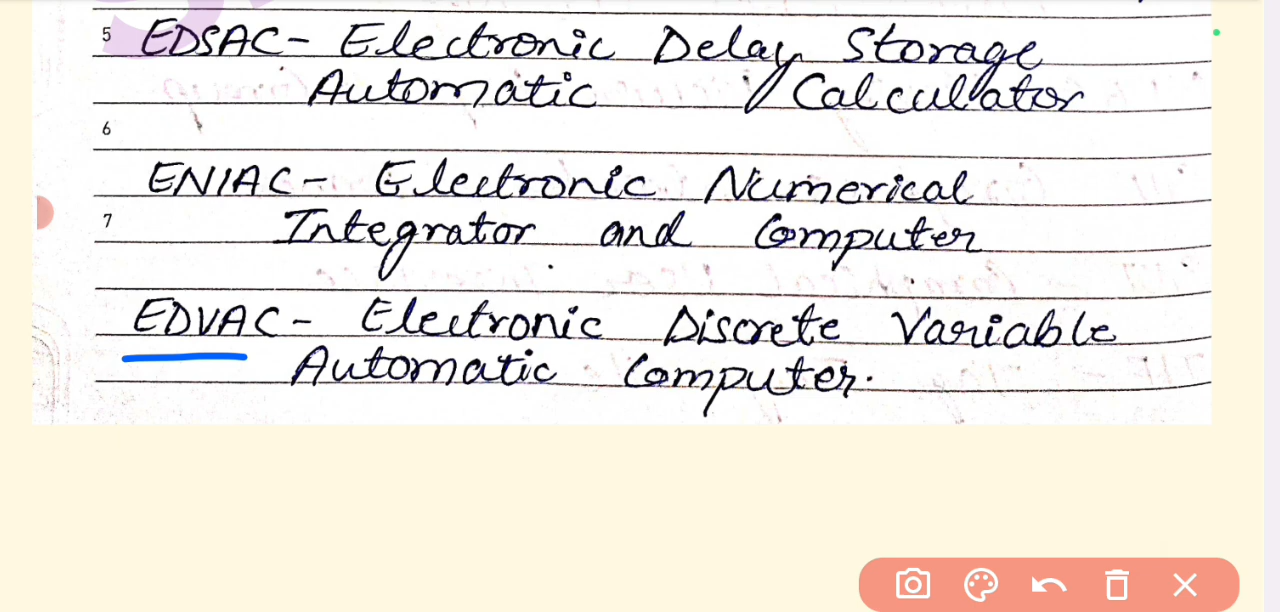 5 EDSAC- Electronic Delay Storage
Automatic Calculator
6
ENIAC- Electronic Numerical
7 Integrator and Computer
EDVAC- Electronic Discrete Variable
Automatic Computer.